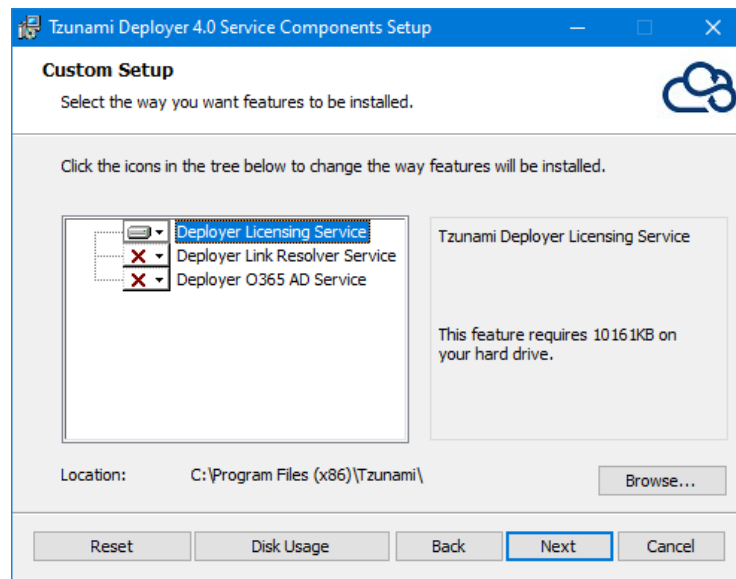 Tzunami Deployer 4.0 Service Components Setup
Custom Setup
Select the way you want features to be installed.
Click the icons in the tree below to change the way features will be installed.
Deployer Licensing Service
Deployer Link Resolver Service
Deployer O365 AD Service
Tzunami Deployer Licensing Service
This feature requires 10161KB on
your hard drive.
Location: C:\Program Files (x86)\Tzunami\
Browse...
Reset Disk Usage Back Next Cancel